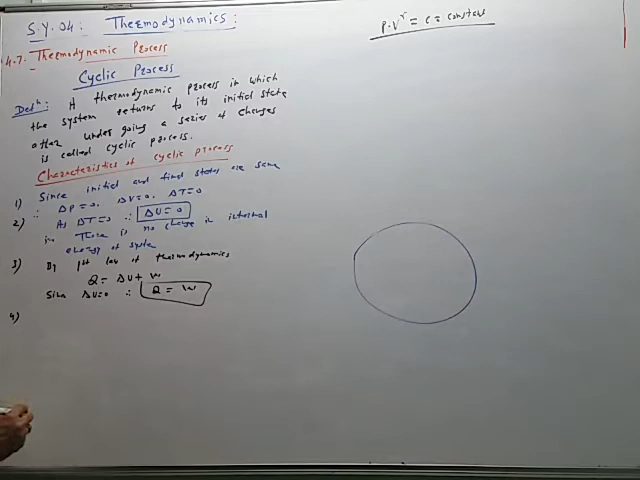 S.Y. 04: Thermodynamics:
P.V^γ = C = constant
4.7. Thermodynamic Process
Cyclic Process
Defn: A thermodynamic process in which
the system returns to its initial state
after undergoing a series of changes
is called cyclic process.
Characteristics of cyclic process
1) Since initial and final states are same
∴ ΔP=0, ΔV=0, ΔT=0
2) As ΔT=0 ∴ ΔU=0
There is no change in internal
energy of system
3) By 1st law of thermodynamics
Q = ΔU + W
Since ΔU=0 ∴ Q = W
4)